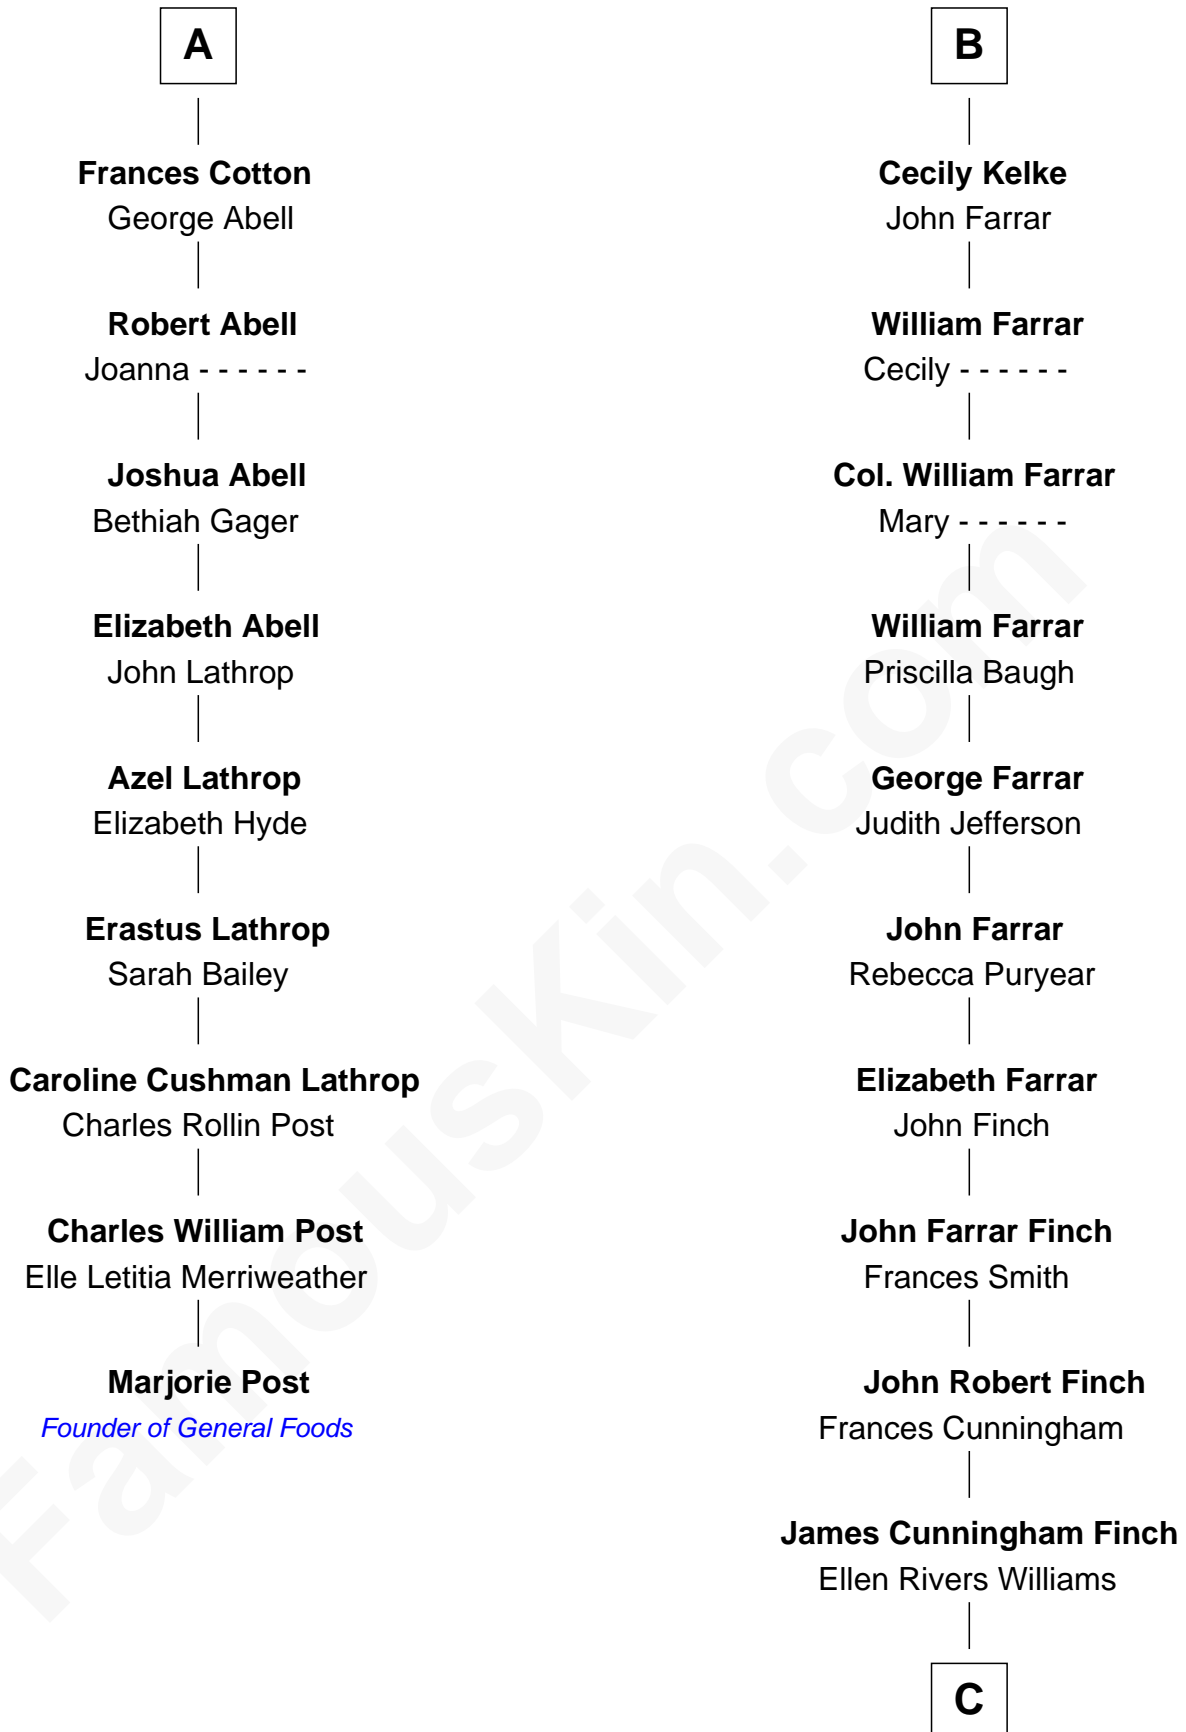 A
Frances Cotton
George Abell
Robert Abell
Joanna - - - - - -
Joshua Abell
Bethiah Gager
Elizabeth Abell
John Lathrop
Azel Lathrop
Elizabeth Hyde
Erastus Lathrop
Sarah Bailey
Caroline Cushman Lathrop
Charles Rollin Post
Charles William Post
Elle Letitia Merriweather
Marjorie Post
Founder of General Foods
B
Cecily Kelke
John Farrar
William Farrar
Cecily - - - - - -
Col. William Farrar
Mary - - - - - -
William Farrar
Priscilla Baugh
George Farrar
Judith Jefferson
John Farrar
Rebecca Puryear
Elizabeth Farrar
John Finch
John Farrar Finch
Frances Smith
John Robert Finch
Frances Cunningham
James Cunningham Finch
Ellen Rivers Williams
C
FamousKin.com